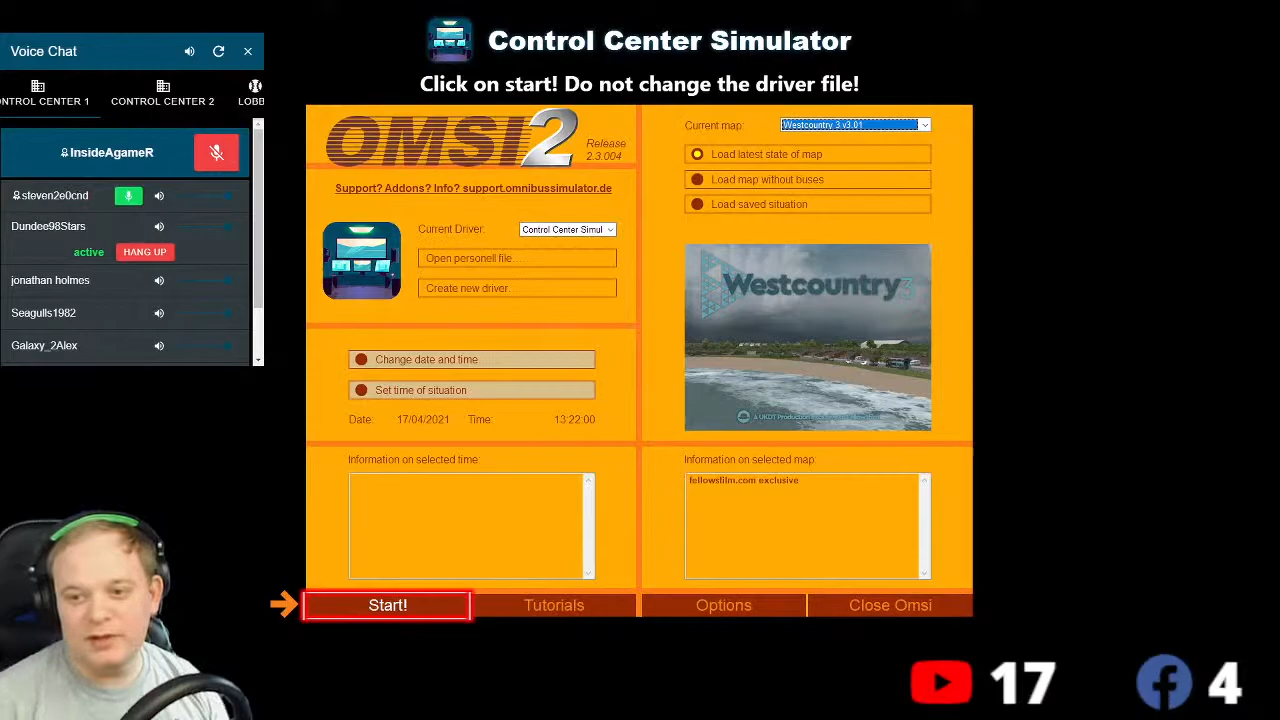 Voice Chat
ONTROL CENTER 1
CONTROL CENTER 2
LOBB
InsideAgameR
steven2e0cnd
Dundee98Stars
active
HANG UP
jonathan holmes
Seagulls1982
Galaxy_2Alex
Control Center Simulator
Click on start! Do not change the driver file!
OMSI 2
Release
2.3.004
Support? Addons? Info? support.omnibussimulator.de
Current Driver:
Control Center Simul
Open personell file....
Create new driver...
Change date and time
Set time of situation
Date:
17/04/2021
Time:
13:22:00
Information on selected time:
Current map:
Westcountry 3 v3.01
Load latest state of map
Load map without buses
Load saved situation
Westcountry3
Information on selected map:
fellowsfilm.com exclusive
Start!
Tutorials
Options
Close Omsi
17
4